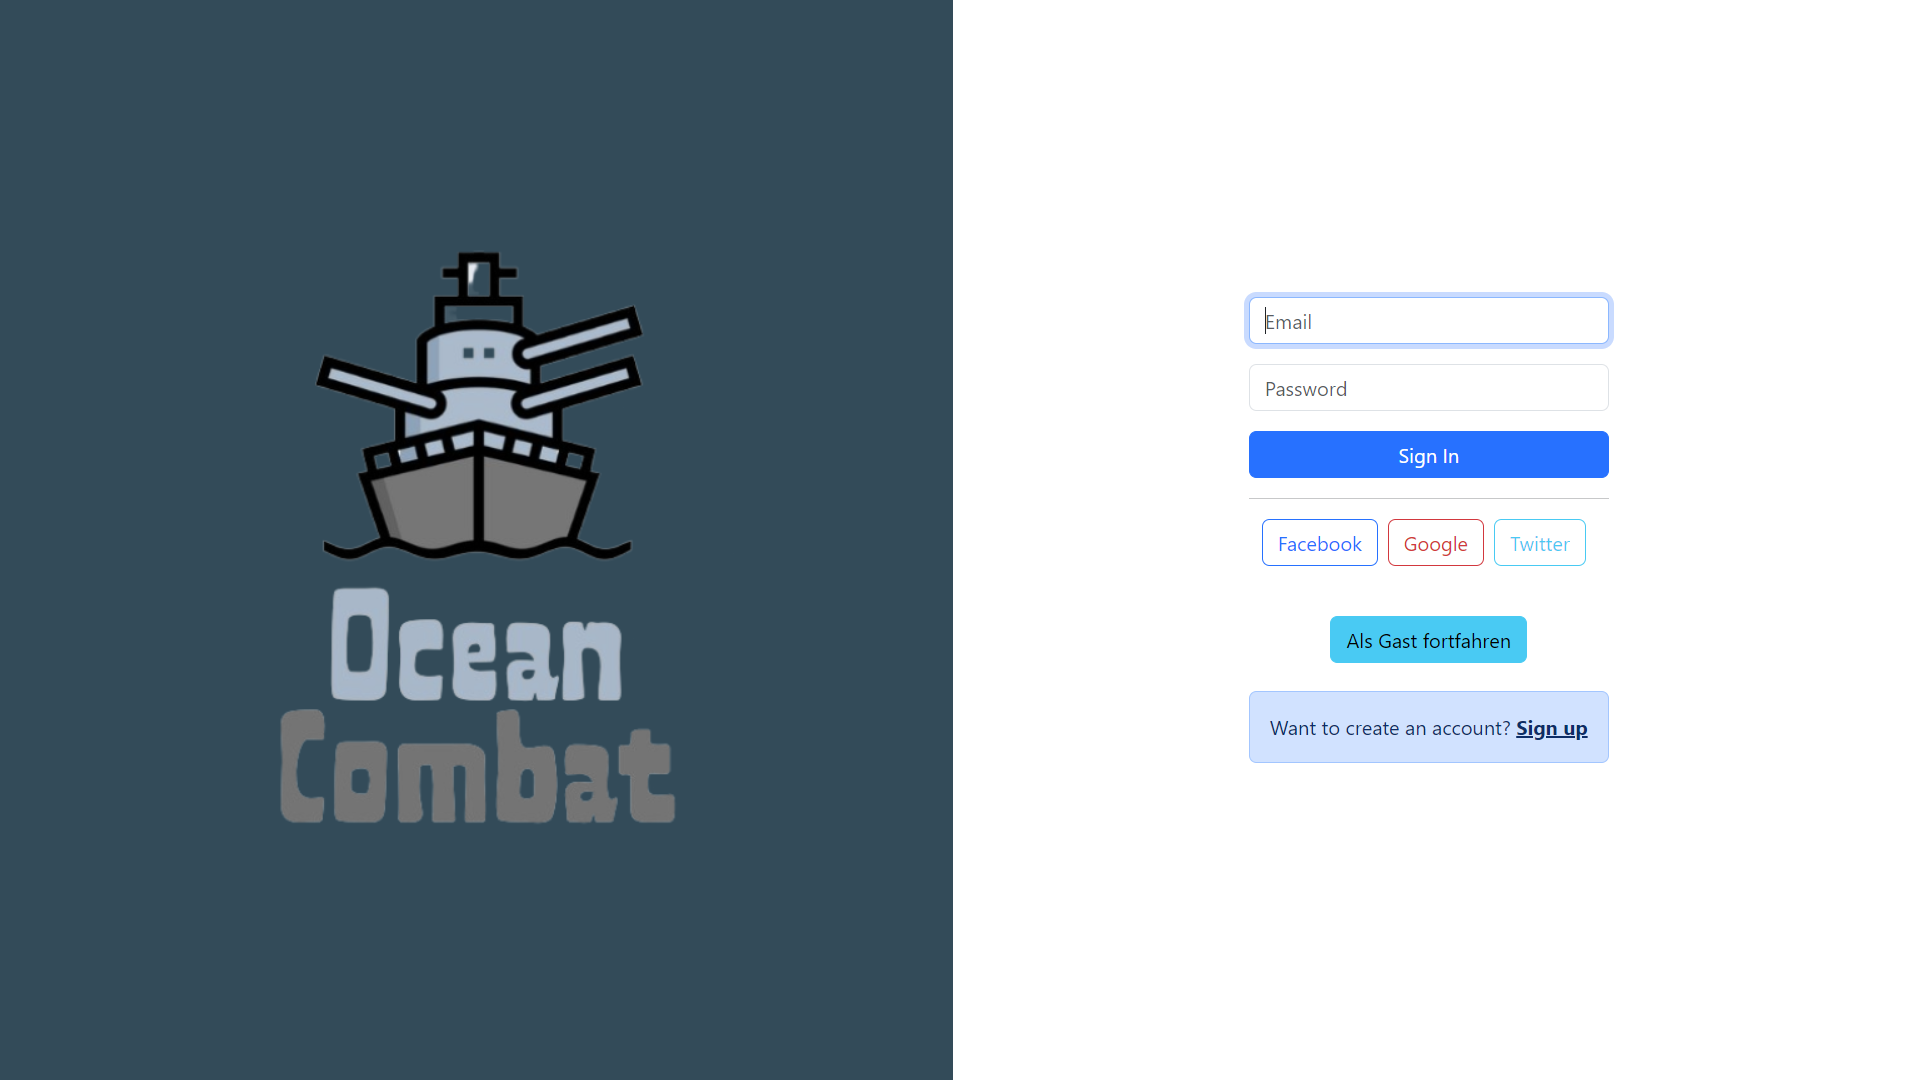 Ocean
Combat
Email
Password
Sign In
Facebook
Google
Twitter
Als Gast fortfahren
Want to create an account? Sign up